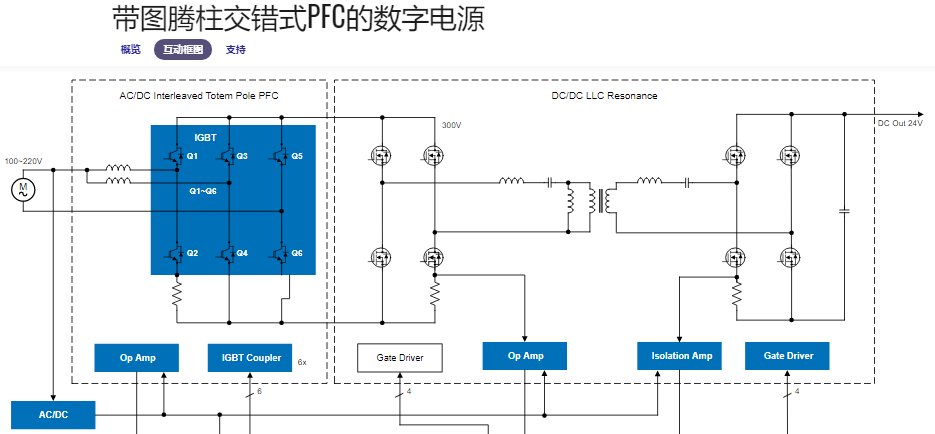 带图腾柱交错式PFC的数字电源
概览 互动框图 支持
AC/DC Interleaved Totem Pole PFC
DC/DC LLC Resonance
300V
DC Out 24V
IGBT
Q1 Q3 Q5
100~220V
M
Q1~Q6
Q2 Q4 Q6
Op Amp
IGBT Coupler
6x
Gate Driver
Op Amp
Isolation Amp
Gate Driver
6
4
4
AC/DC